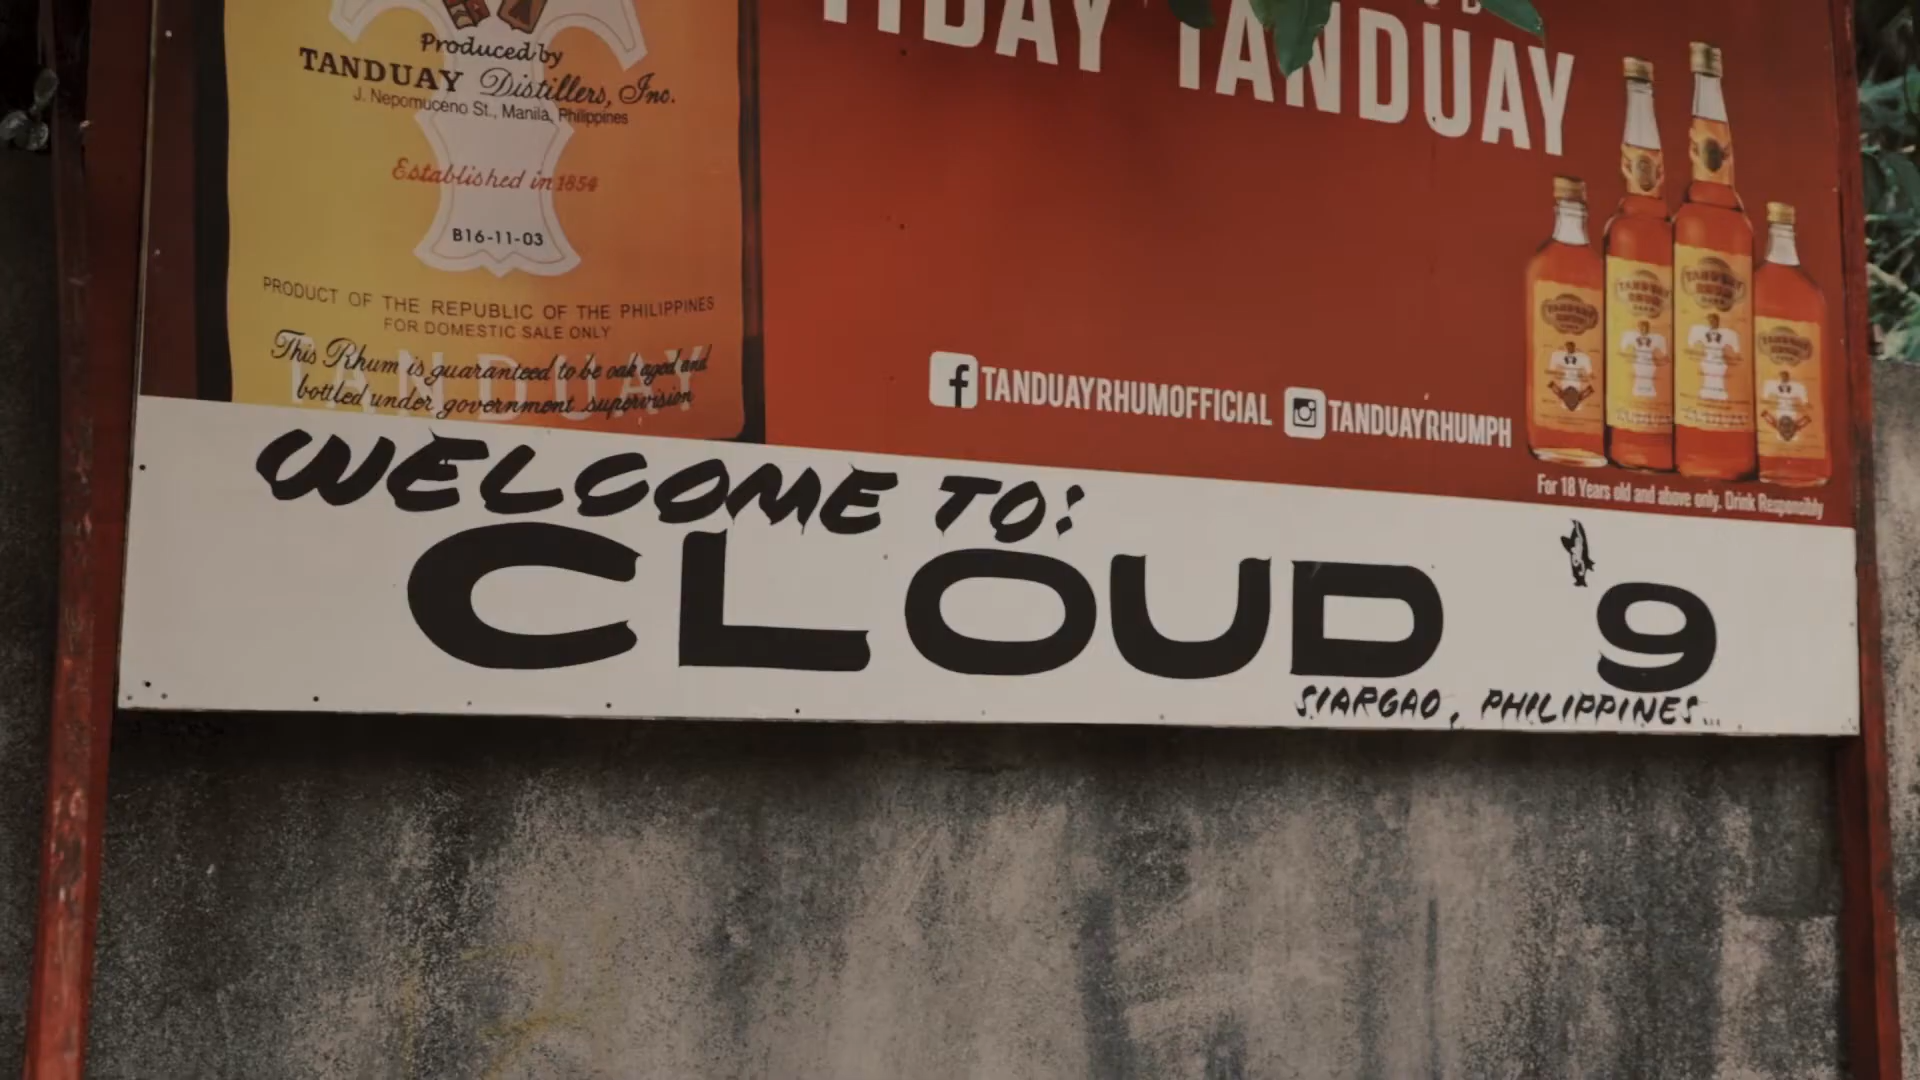 Produced by
TANDUAY Distillers, Inc.
J. Nepomuceno St., Manila, Philippines
Established in 1854
B16-11-03
PRODUCT OF THE REPUBLIC OF THE PHILIPPINES
FOR DOMESTIC SALE ONLY
This Rhum is guaranteed to be oak aged and
bottled under government supervision
TANDUAY
TANDUAY
TANDUAYRHUMOFFICIAL TANDUAYRHUMPH
For 18 Years old and above only. Drink Responsibly
WELCOME TO:
CLOUD 9
SIARGAO, PHILIPPINES...